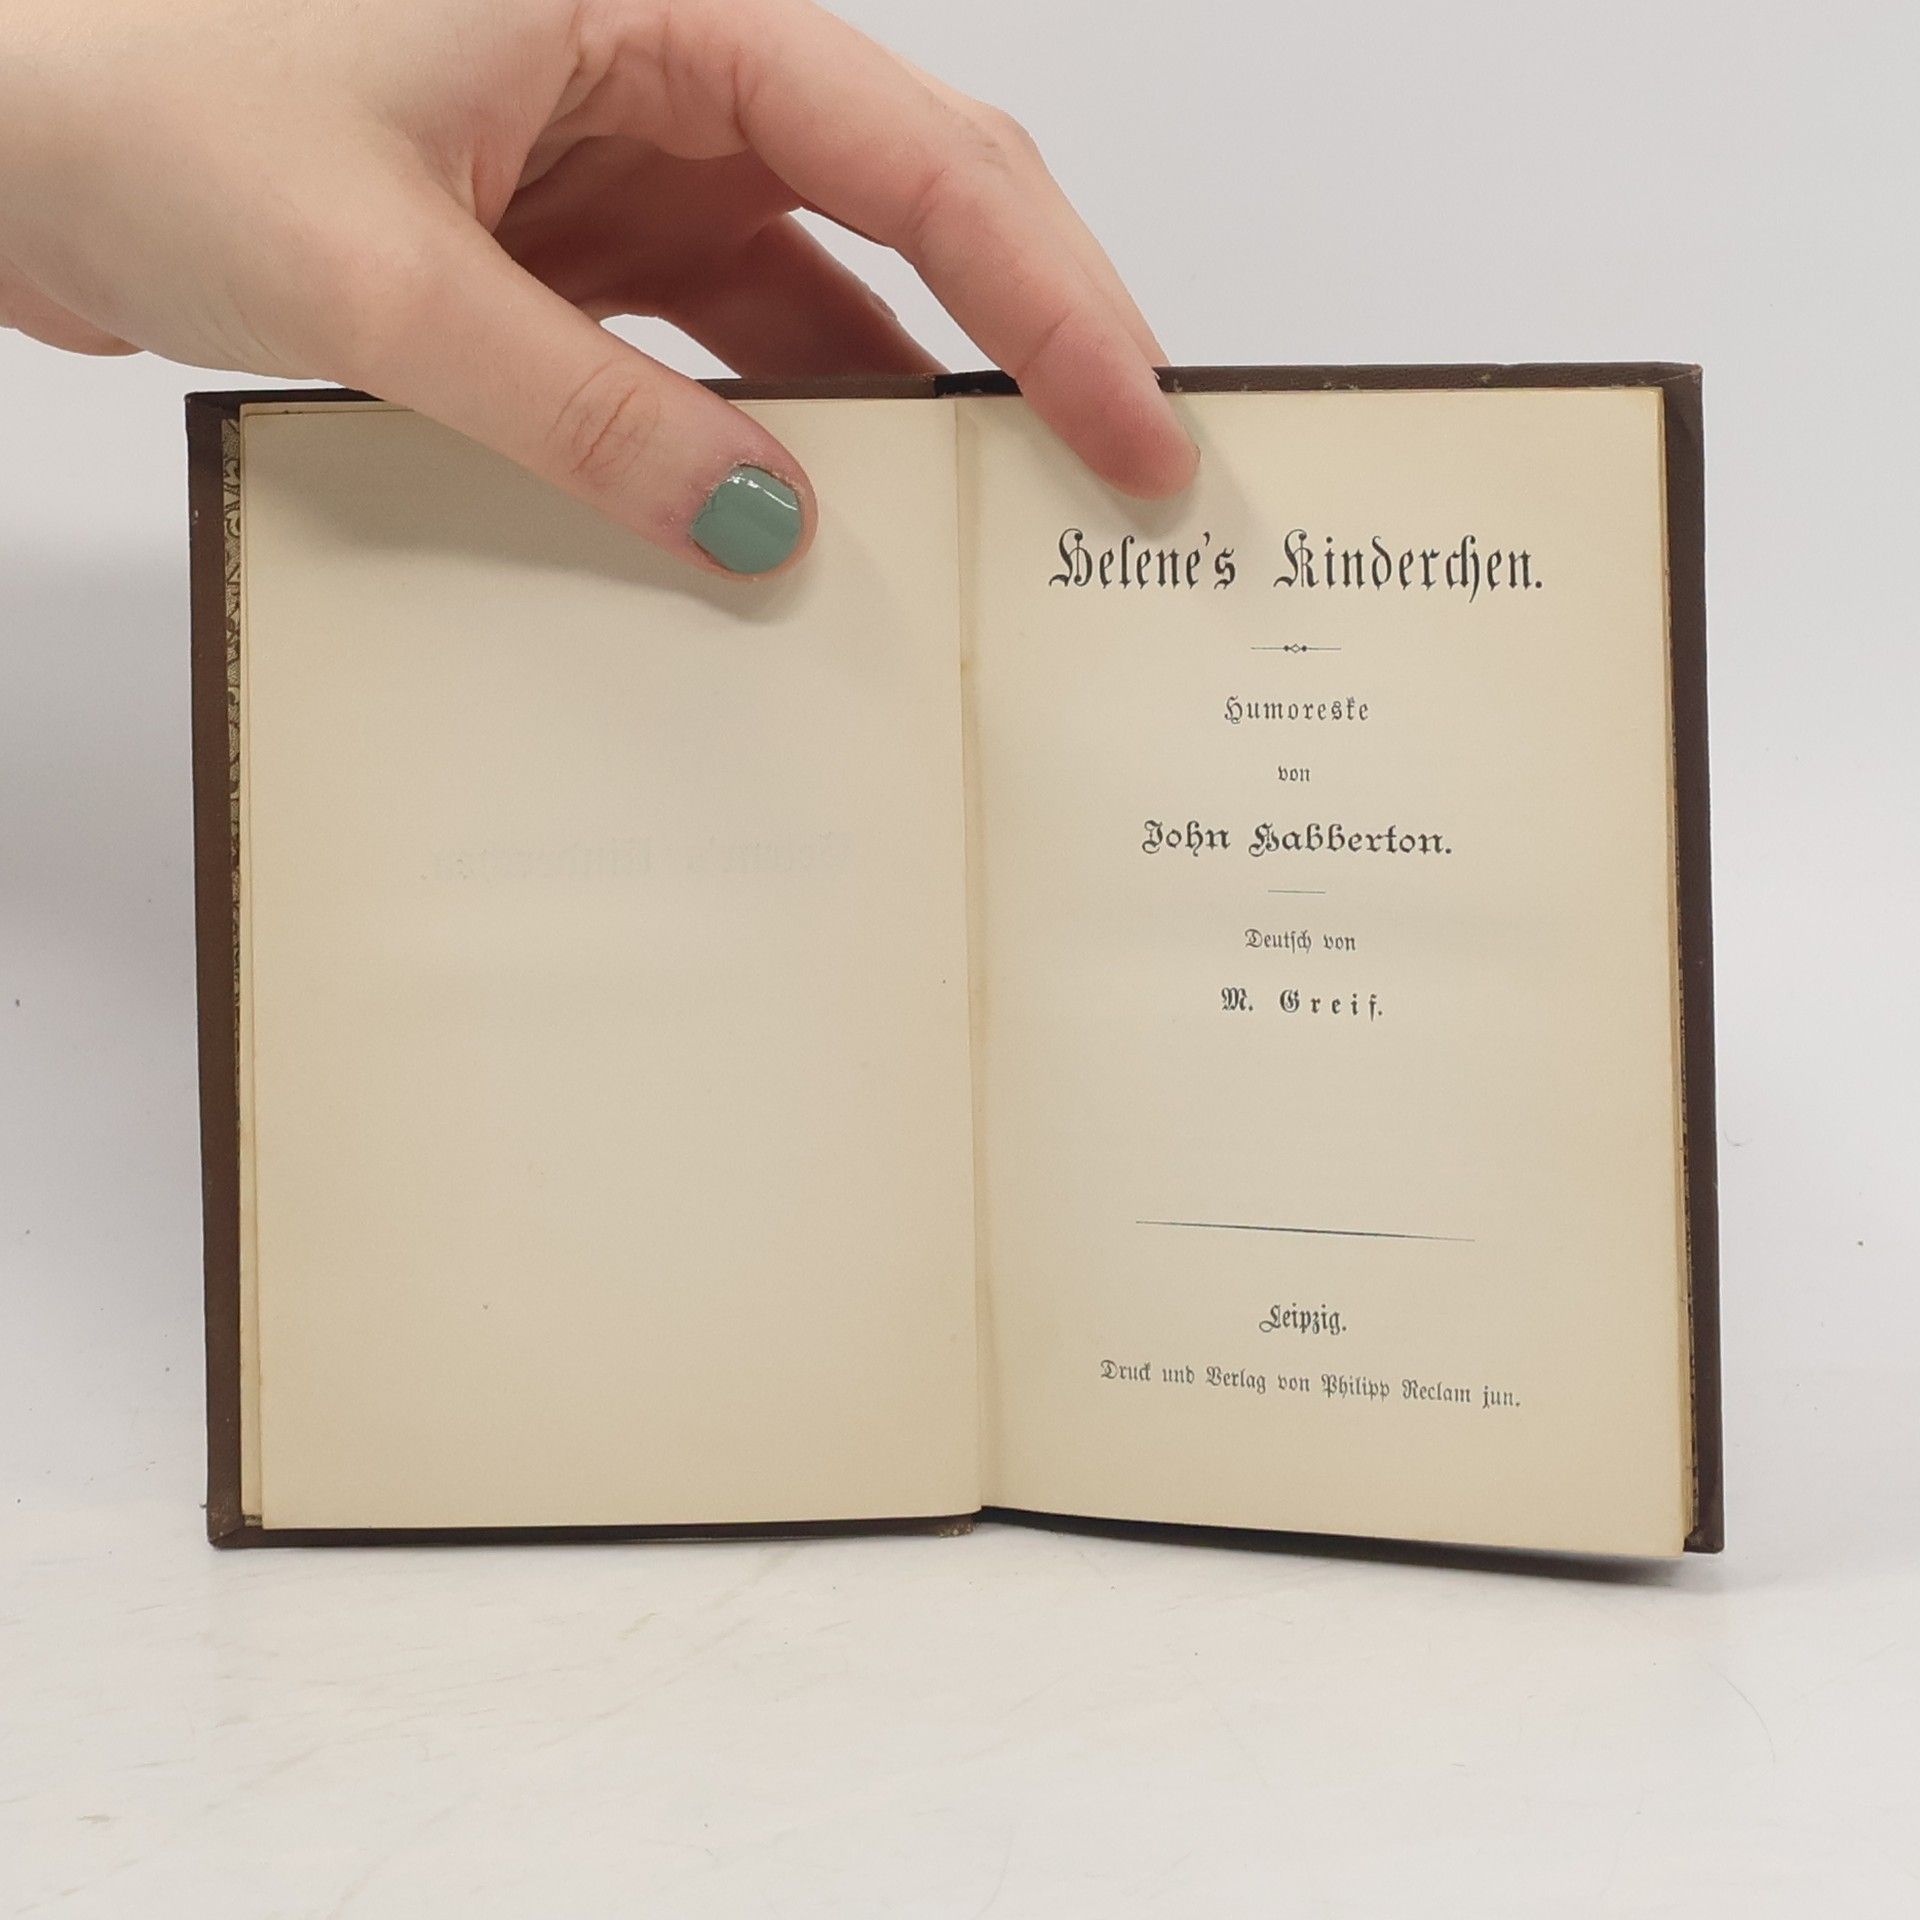 Helene's Kinderchen.
Humoreske
von
John Habberton.
Deutſch von
M. Greif.
Leipzig.
Druck und Verlag von Philipp Reclam jun.